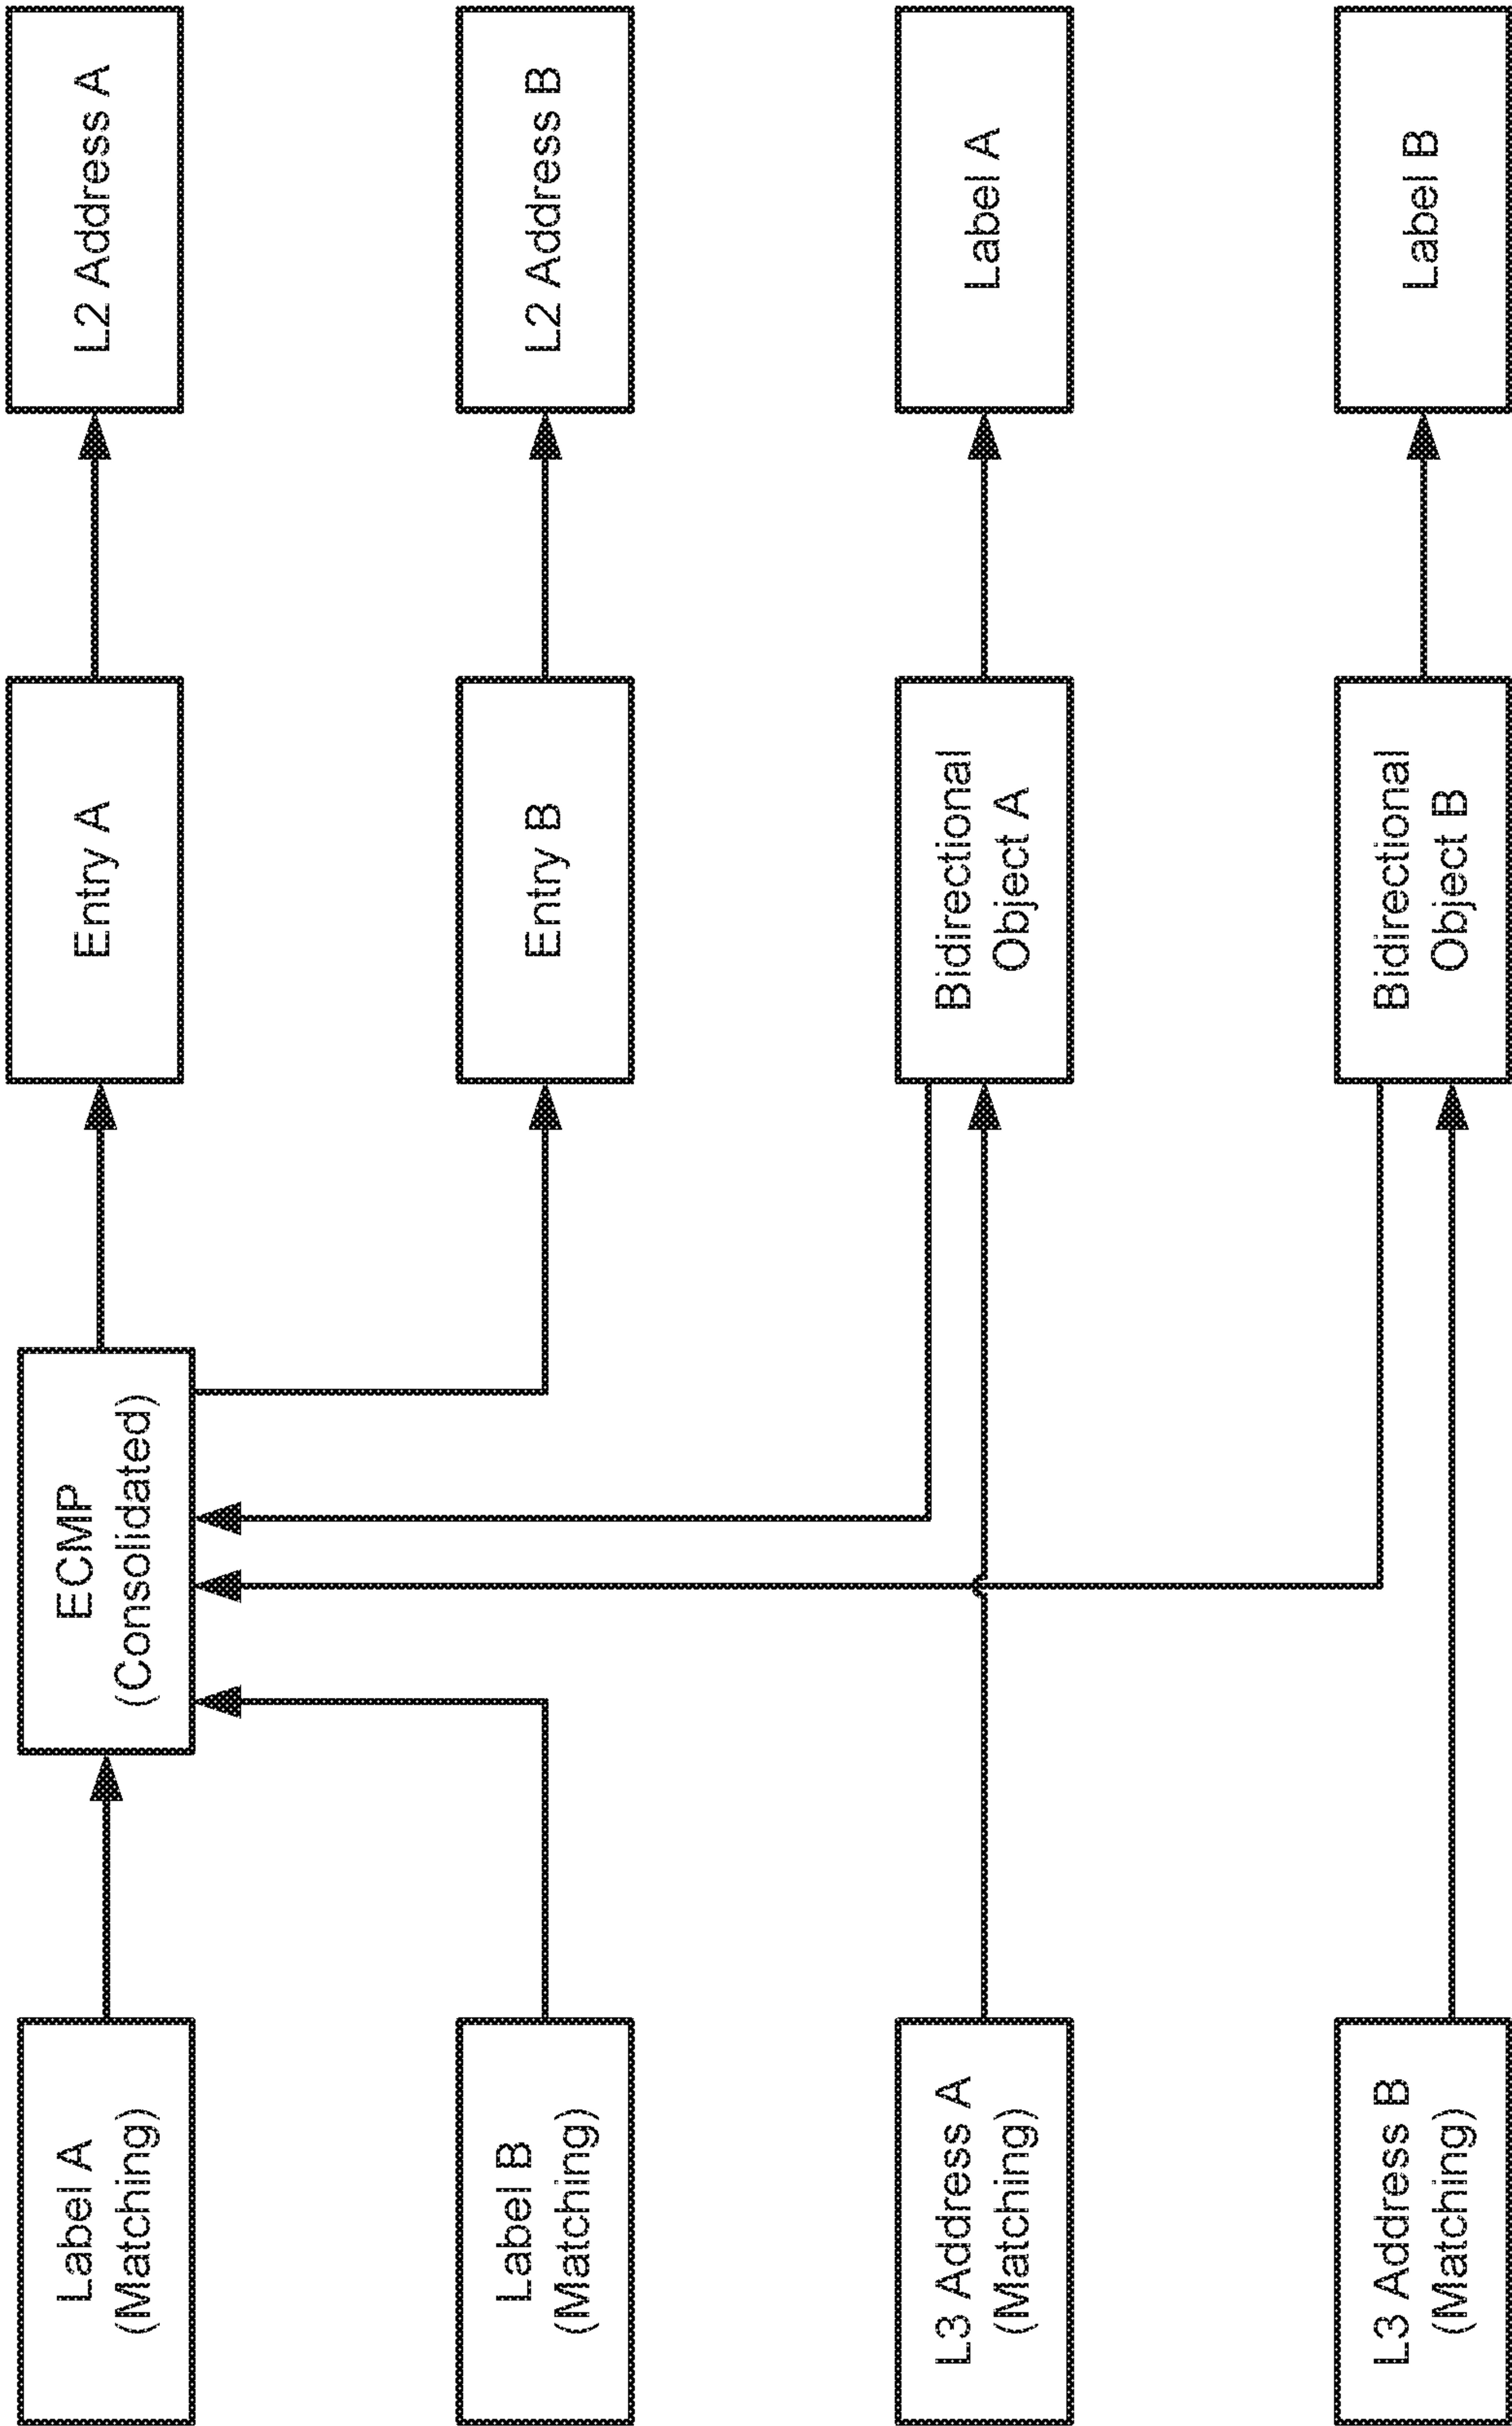 Label A
(Matching)
ECMP
(Consolidated)
Entry A
L2 Address A
Label B
(Matching)
Entry B
L2 Address B
L3 Address A
(Matching)
Bidirectional
Object A
Label A
L3 Address B
(Matching)
Bidirectional
Object B
Label B